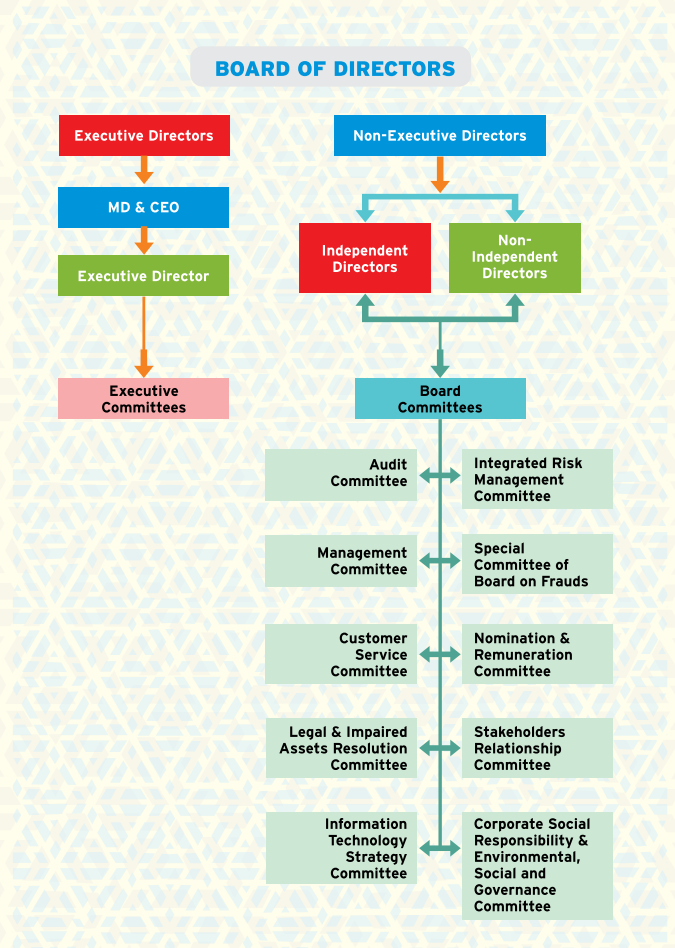 BOARD OF DIRECTORS
Executive Directors
MD & CEO
Executive Director
Executive
Committees
Non-Executive Directors
Independent
Directors
Non-
Independent
Directors
Board
Committees
Audit
Committee
Integrated Risk
Management
Committee
Management
Committee
Special
Committee of
Board on Frauds
Customer
Service
Committee
Nomination &
Remuneration
Committee
Legal & Impaired
Assets Resolution
Committee
Stakeholders
Relationship
Committee
Information
Technology
Strategy
Committee
Corporate Social
Responsibility &
Environmental,
Social and
Governance
Committee